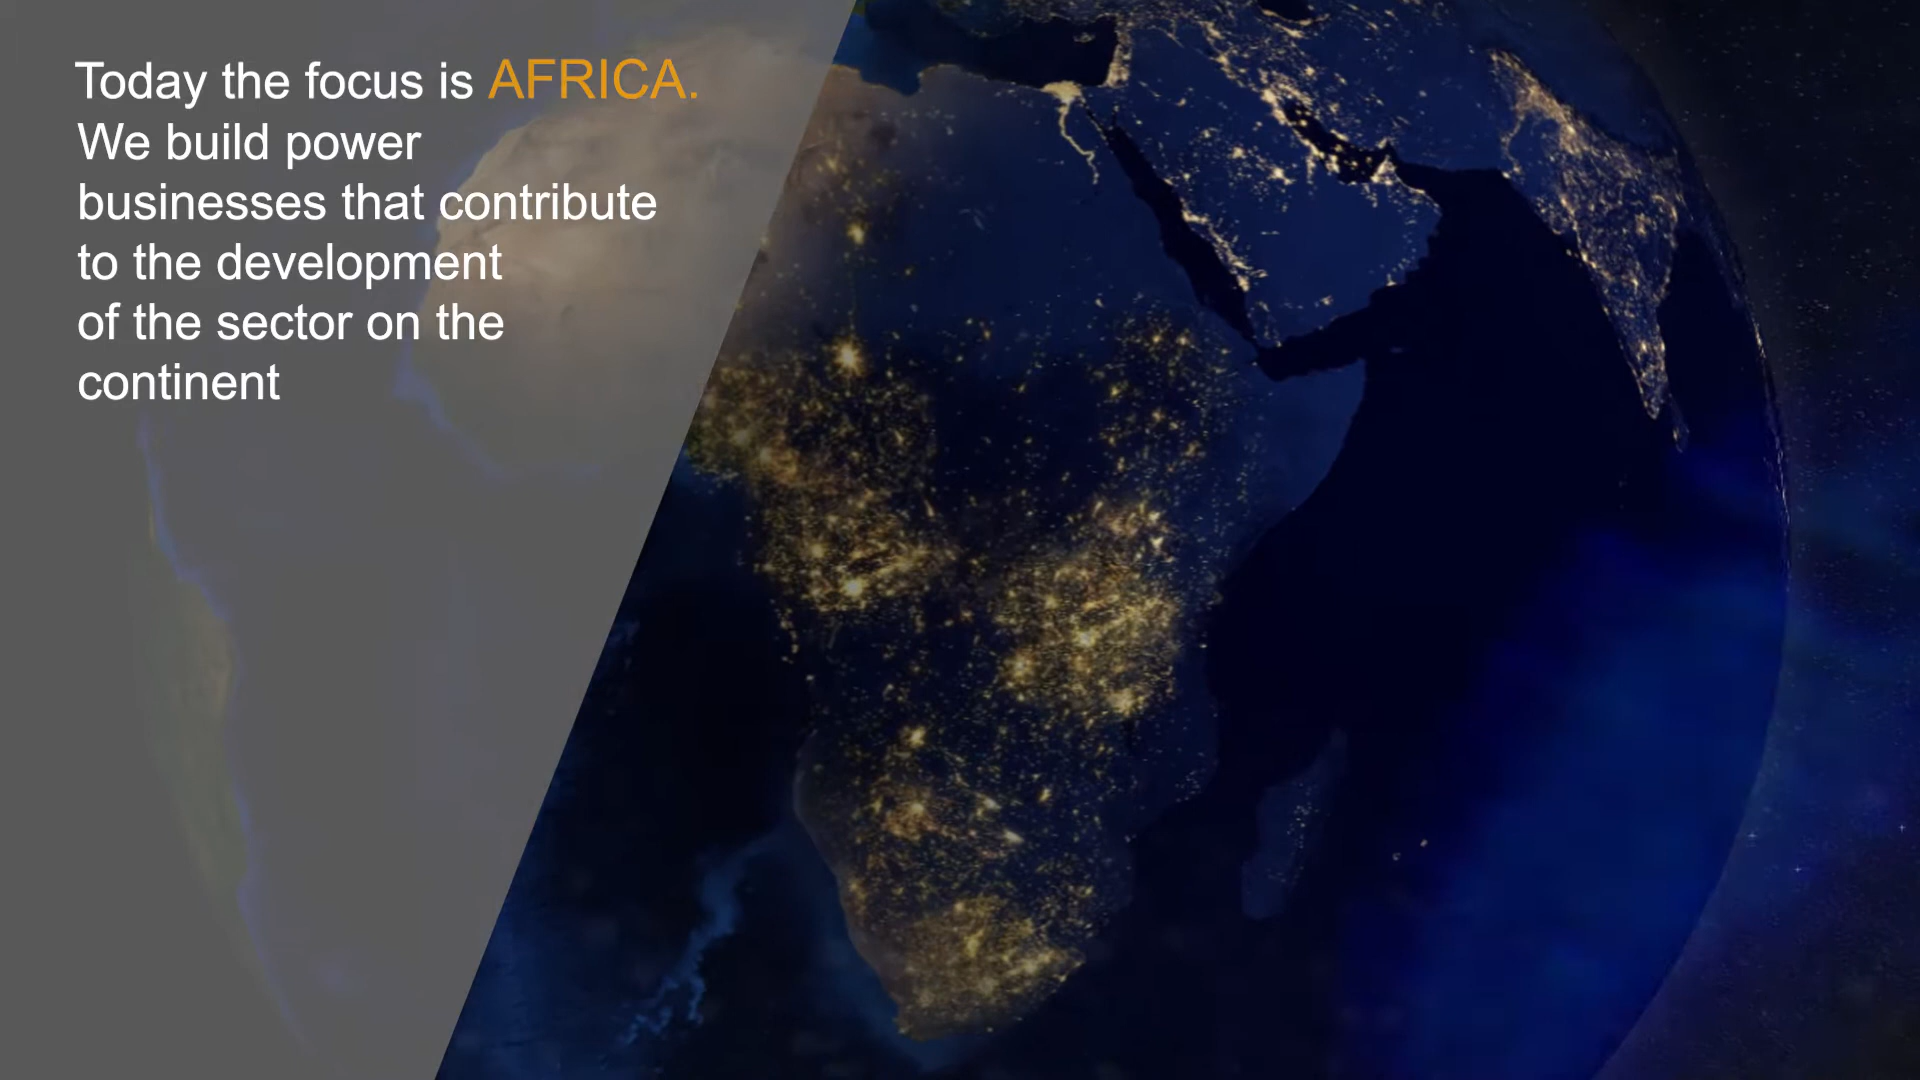 Today the focus is AFRICA.
We build power
businesses that contribute
to the development
of the sector on the
continent